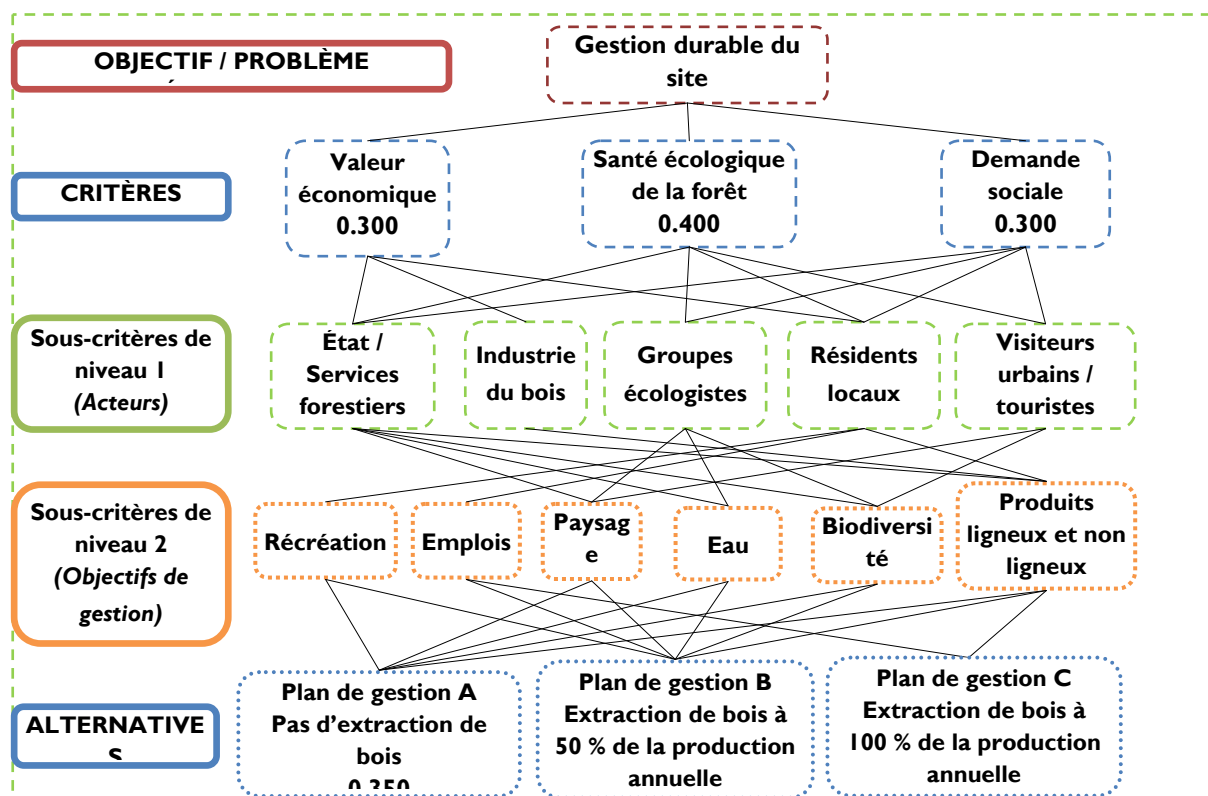 OBJECTIF / PROBLÈME
Gestion durable du
site
CRITÈRES
Valeur
économique
0.300
Santé écologique
de la forêt
0.400
Demande
sociale
0.300
Sous-critères de
niveau 1
(Acteurs)
État /
Services
forestiers
Industrie
du bois
Groupes
écologistes
Résidents
locaux
Visiteurs
urbains /
touristes
Sous-critères de
niveau 2
(Objectifs de
gestion)
Récréation
Emplois
Paysag
e
Eau
Biodiversi
té
Produits
ligneux et non
ligneux
ALTERNATIVE
S
Plan de gestion A
Pas d’extraction de
bois
0.350
Plan de gestion B
Extraction de bois à
50 % de la production
annuelle
Plan de gestion C
Extraction de bois à
100 % de la production
annuelle